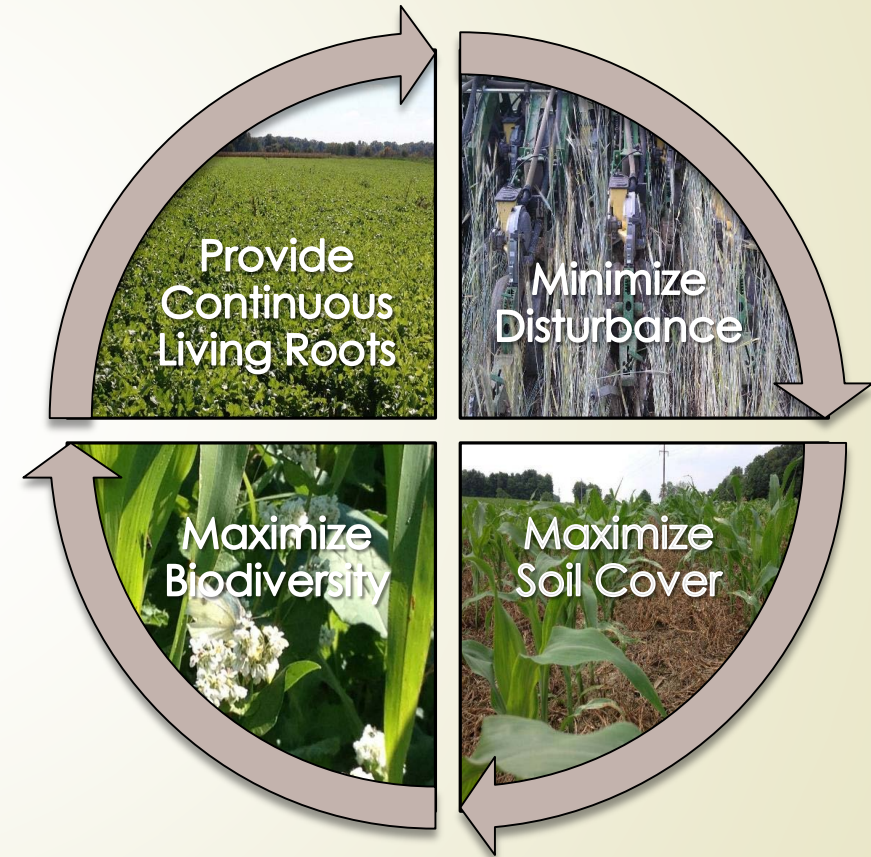 Provide
Continuous
Living Roots
Minimize
Disturbance
Maximize
Biodiversity
Maximize
Soil Cover